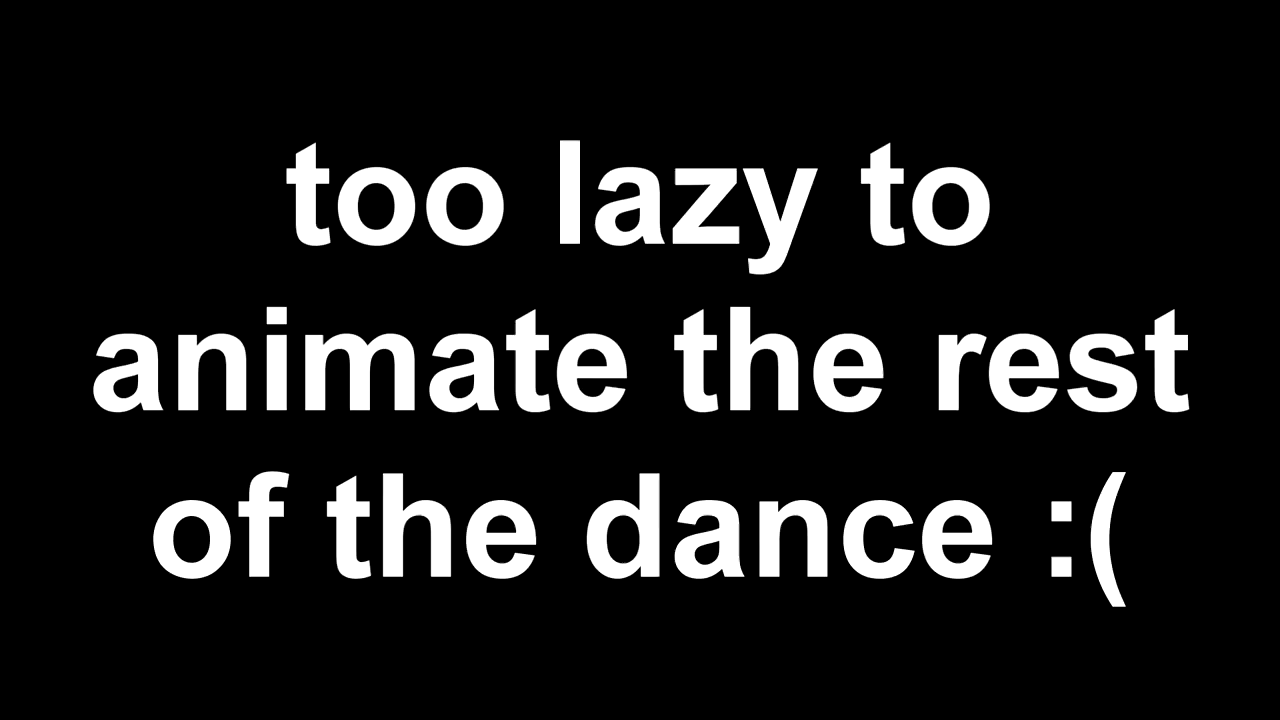 too lazy to
animate the rest
of the dance :(